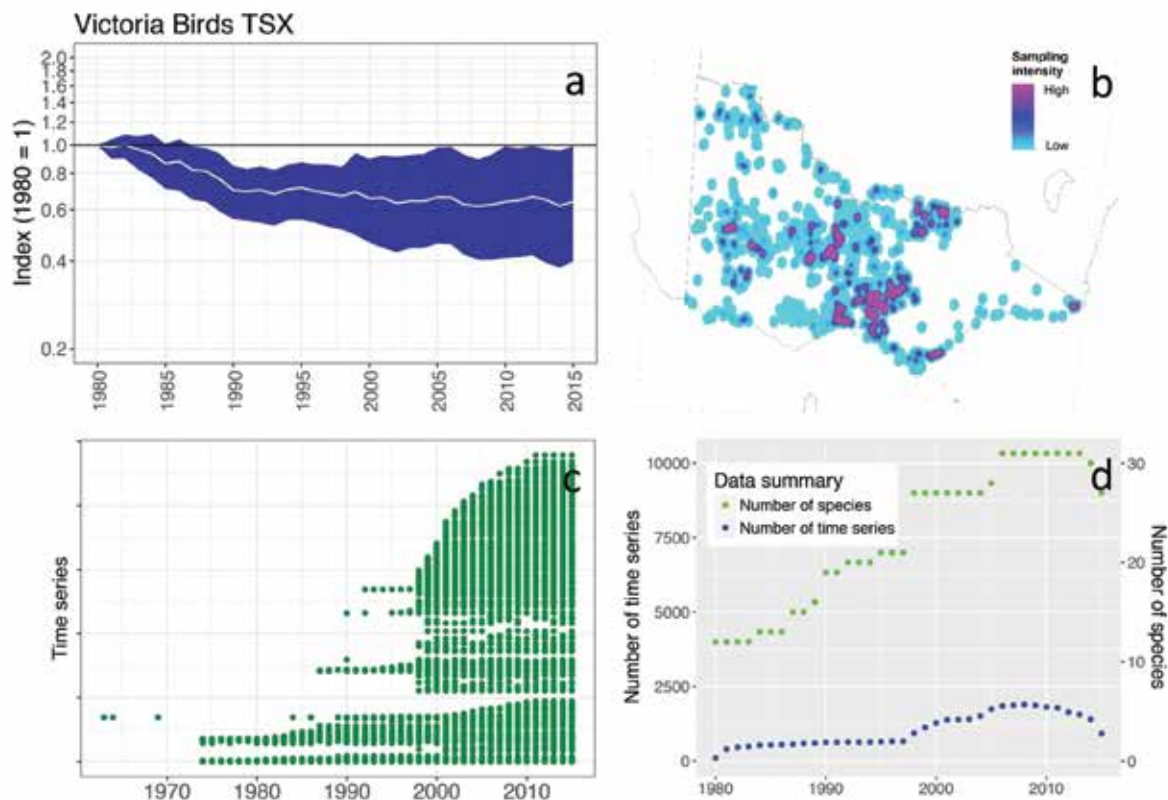 Victoria Birds TSX
a
Index (1980 = 1)
2.0
1.8
1.6
1.4
1.2
1.0
0.8
0.6
0.4
0.2
1980
1985
1990
1995
2000
2005
2010
2015
Sampling
intensity
High
Low
b
c
Time series
1970
1980
1990
2000
2010
d
Data summary
Number of species
Number of time series
Number of time series
10000
7500
5000
2500
0
Number of species
30
20
10
0
1980
1990
2000
2010